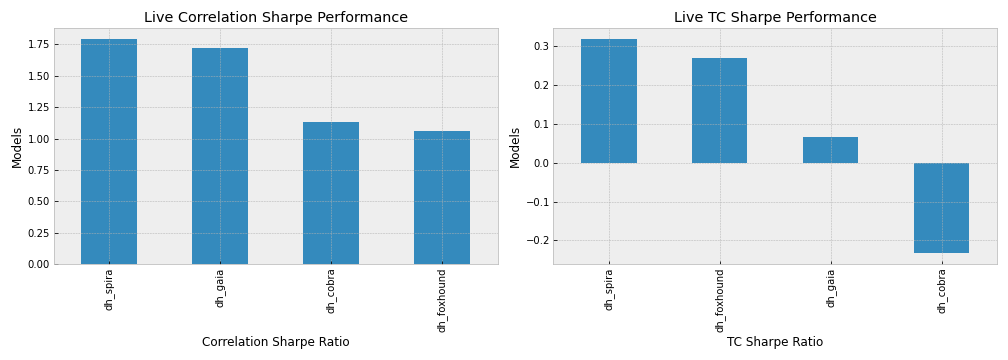 Live Correlation Sharpe Performance
Models
1.75
1.50
1.25
1.00
0.75
0.50
0.25
0.00
dh_spira
dh_gaia
dh_cobra
dh_foxhound
Correlation Sharpe Ratio
Live TC Sharpe Performance
Models
0.3
0.2
0.1
0.0
−0.1
−0.2
dh_spira
dh_foxhound
dh_gaia
dh_cobra
TC Sharpe Ratio